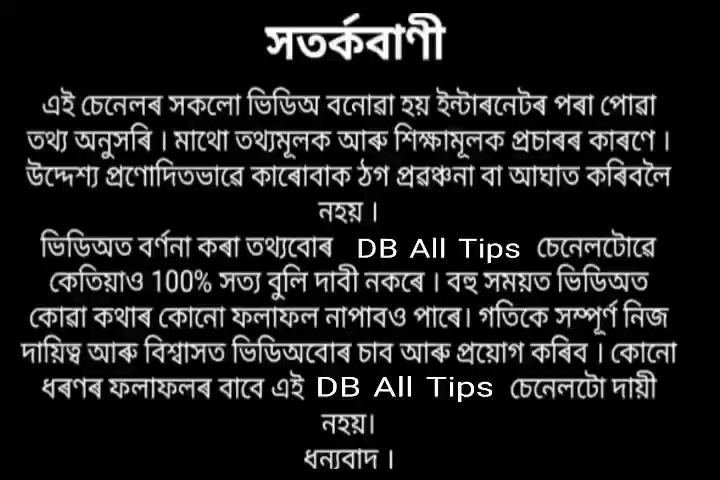 সতৰ্কবাণী
এই চেনেলৰ সকলো ভিডিঅ বনোৱা হয় ইন্টাৰনেটৰ পৰা পোৱা
তথ্য অনুসৰি । মাথো তথ্যমূলক আৰু শিক্ষামূলক প্ৰচাৰৰ কাৰণে ।
উদ্দেশ্য প্ৰণোদিতভাৱে কাৰোবাক ঠগ প্ৰৱঞ্চনা বা আঘাত কৰিবলৈ
নহয় ।
ভিডিঅত বৰ্ণনা কৰা তথ্যবোৰ DB All Tips চেনেলটোৱে
কেতিয়াও 100% সত্য বুলি দাবী নকৰে । বহু সময়ত ভিডিঅত
কোৱা কথাৰ কোনো ফলাফল নাপাবও পাৰে। গতিকে সম্পূৰ্ণ নিজ
দায়িত্ব আৰু বিশ্বাসত ভিডিঅবোৰ চাব আৰু প্ৰয়োগ কৰিব । কোনো
ধৰণৰ ফলাফলৰ বাবে এই DB All Tips চেনেলটো দায়ী
নহয়।
ধন্যবাদ ।